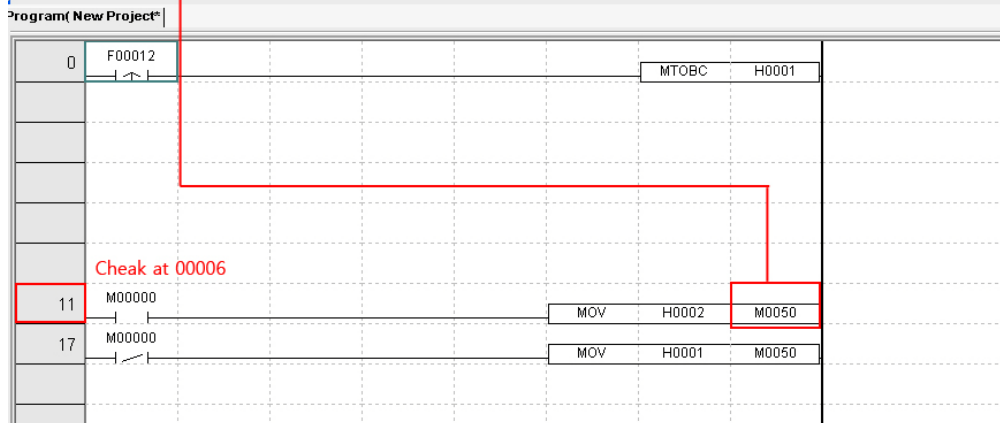 Program( New Project*
0 F00012 MTOBC H0001
Cheak at 00006
11 M00000 MOV H0002 M0050
17 M00000 MOV H0001 M0050